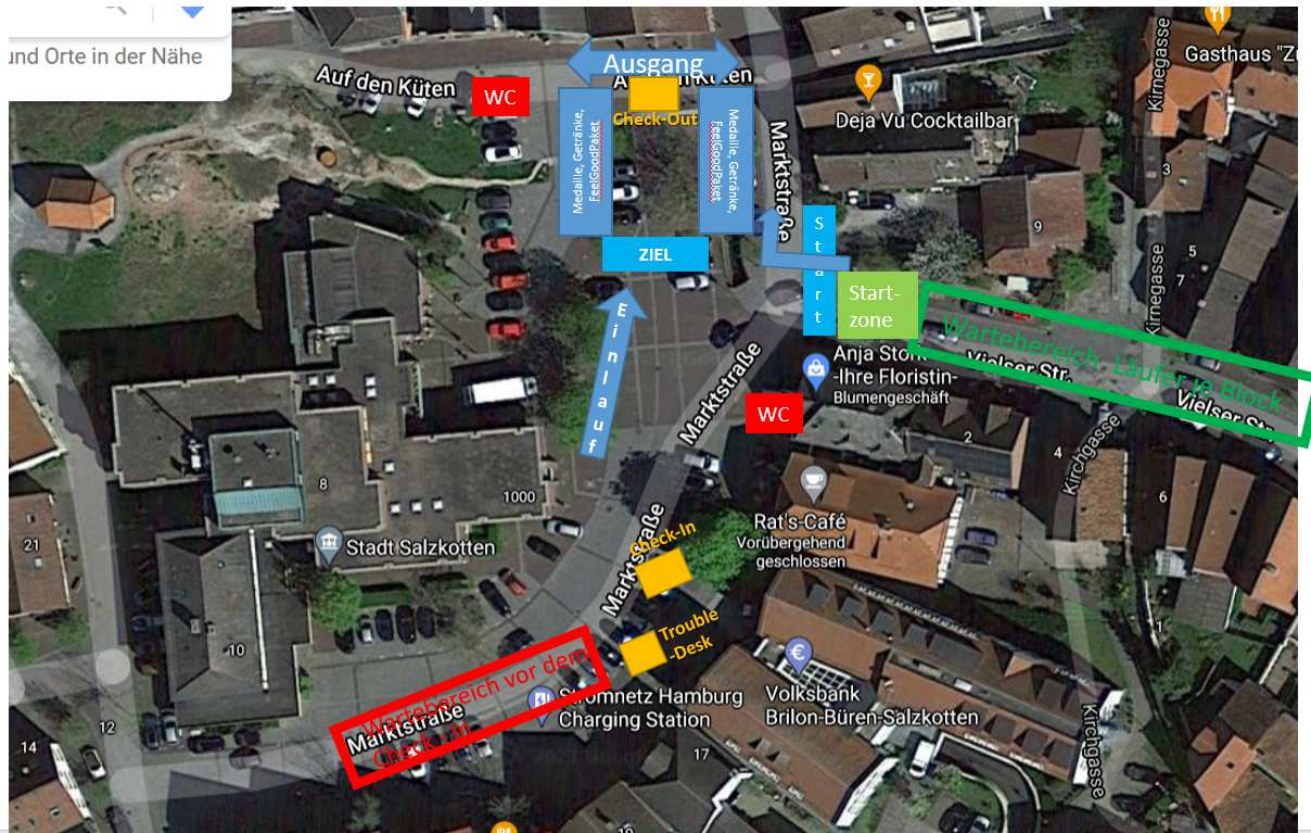 und Orte in der Nähe
Auf den Küten
WC
Ausgang
Küten
Check-Out
Medaille, Getränke,
FeelGoodPaket
Medaille, Getränke,
FeelGoodPaket
Marktstraße
Deja Vu Cocktailbar
Kirnegasse
Gasthaus "Zu
3
9
5
7
Kirnegasse
ZIEL
Start
Start-
zone
Wartebereich Läufer je Block
Vielser Str.
Vielser Str.
Einlauf
Anja Stork
-Ihre Floristin-
Blumengeschäft
Marktstraße
WC
2
4
Kirchgasse
6
8
1000
Rat's-Café
Vorübergehend
geschlossen
21
Stadt Salzkotten
Marktstraße
Check-In
Trouble
-Desk
1
10
Wartebereich vor dem
Check-In
Marktstraße
Stromnetz Hamburg
Charging Station
Volksbank
Brilon-Büren-Salzkotten
12
14
17
Kirchgasse